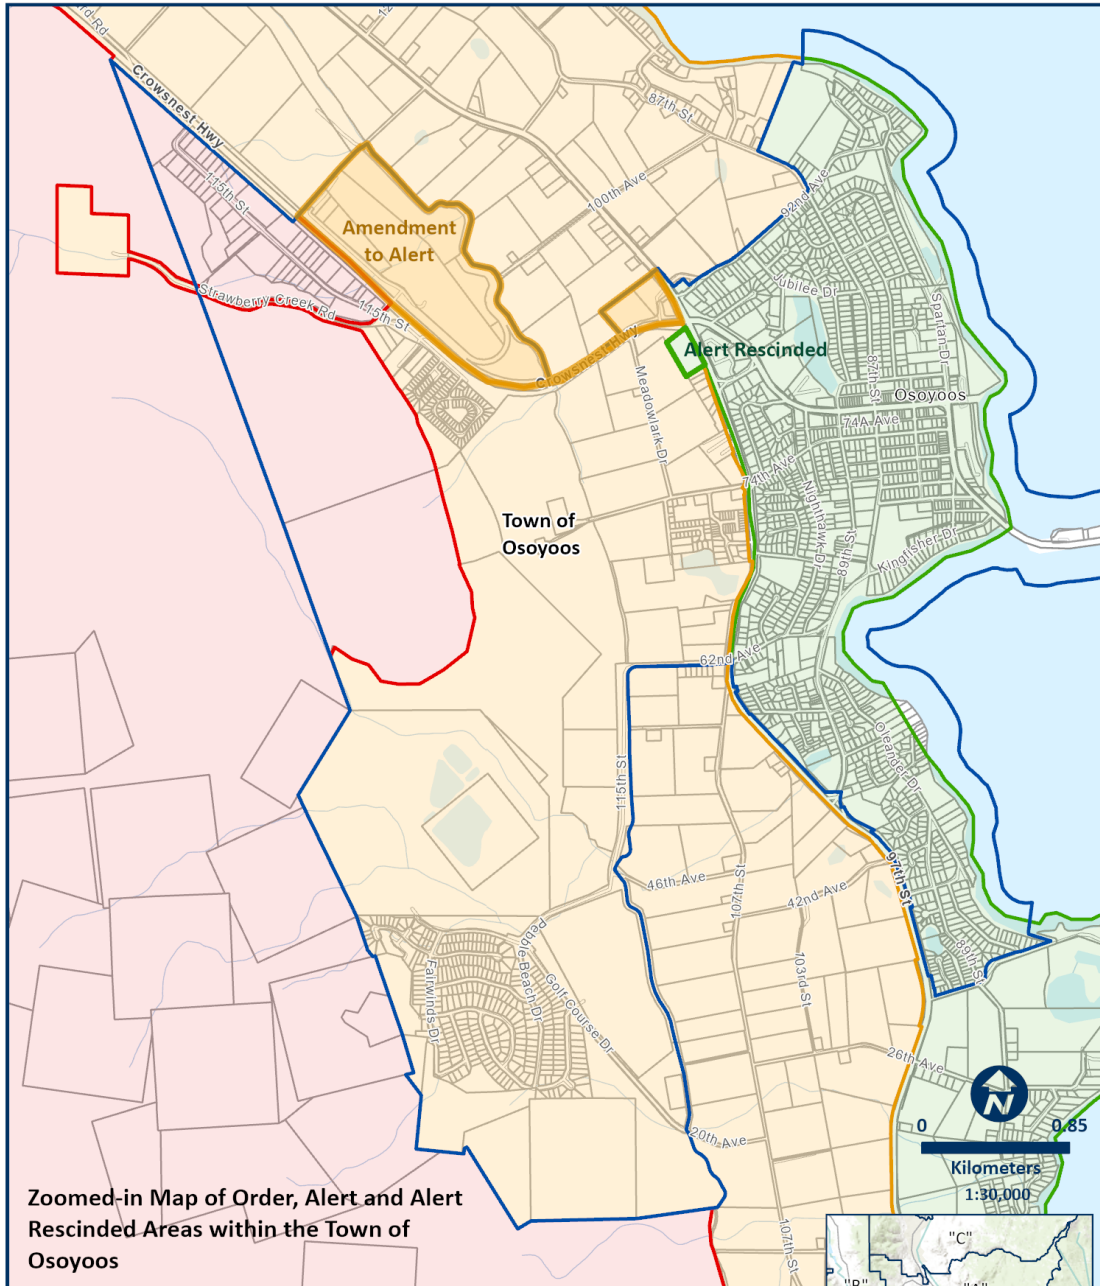 Crowsnest Hwy
87th St
115th St
100th Ave
92nd Ave
Amendment
to Alert
Strawberry Creek Rd
115th St
Jubilee Dr
Spartan Dr
Crowsnest Hwy
Alert Rescinded
Meadowlark Dr
87th St
Osoyoos
74A Ave
74th Ave
Nighthawk Dr
89th St
Kingfisher Dr
Town of
Osoyoos
62nd Ave
Oleander Dr
115th St
46th Ave
107th St
42nd Ave
97th St
Pebble Beach Dr
Fairwinds Dr
Golf Course Dr
103rd St
89th St
26th Ave
N
20th Ave
0 0.85
Kilometers
1:30,000
107th St
Zoomed-in Map of Order, Alert and Alert
Rescinded Areas within the Town of
Osoyoos
"C"
"B"
"A"